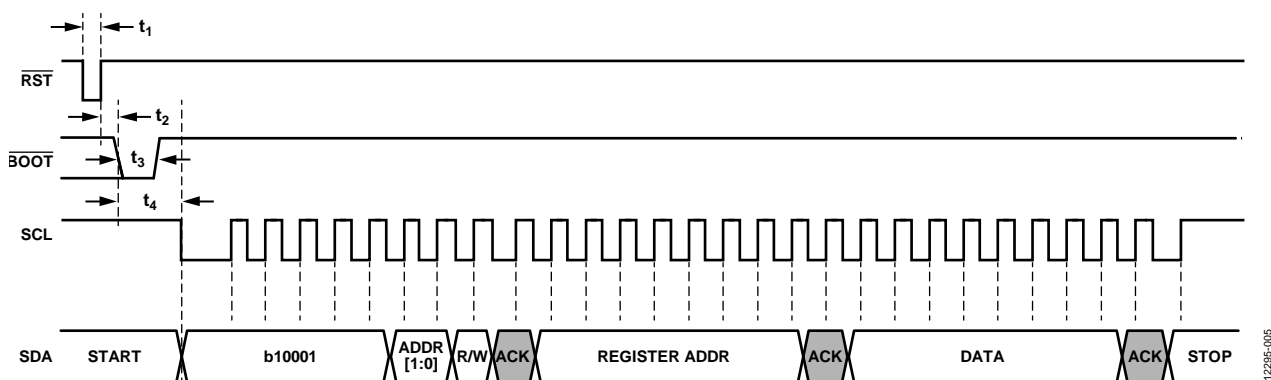 t1
RST
t2
BOOT
t3
t4
SCL
SDA START b10001 ADDR [1:0] R/W ACK REGISTER ADDR ACK DATA ACK STOP
12295-005